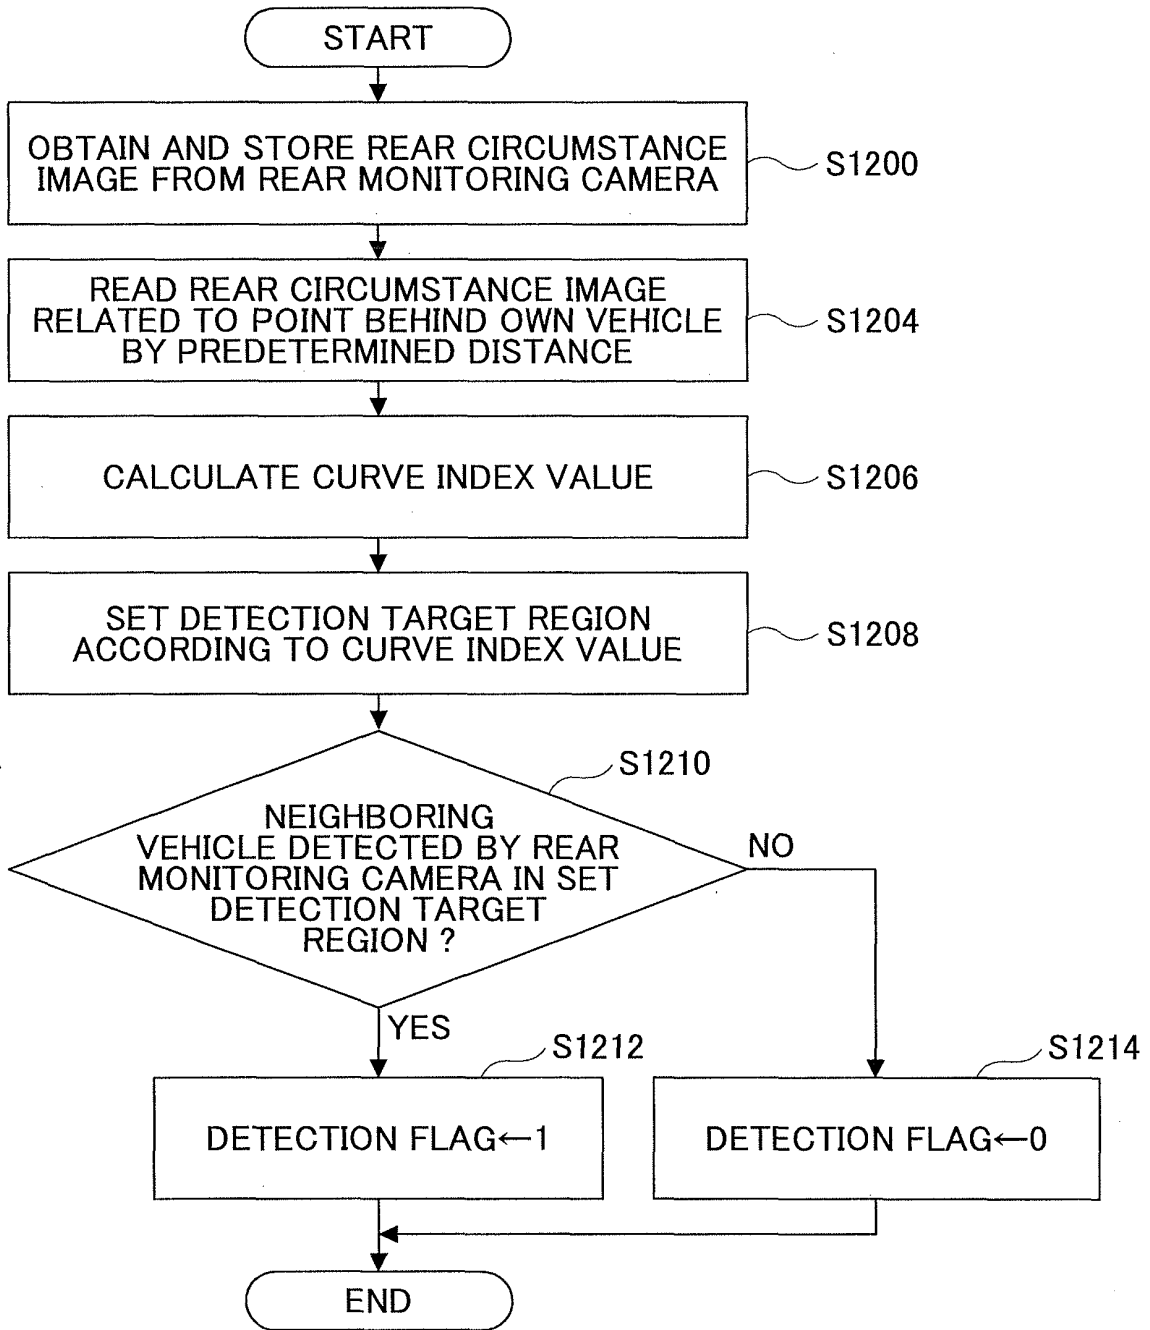 START
OBTAIN AND STORE REAR CIRCUMSTANCE
IMAGE FROM REAR MONITORING CAMERA
S1200
READ REAR CIRCUMSTANCE IMAGE
RELATED TO POINT BEHIND OWN VEHICLE
BY PREDETERMINED DISTANCE
S1204
CALCULATE CURVE INDEX VALUE
S1206
SET DETECTION TARGET REGION
ACCORDING TO CURVE INDEX VALUE
S1208
S1210
NEIGHBORING
VEHICLE DETECTED BY REAR
MONITORING CAMERA IN SET
DETECTION TARGET
REGION ?
NO
YES
S1212
DETECTION FLAG←1
S1214
DETECTION FLAG←0
END